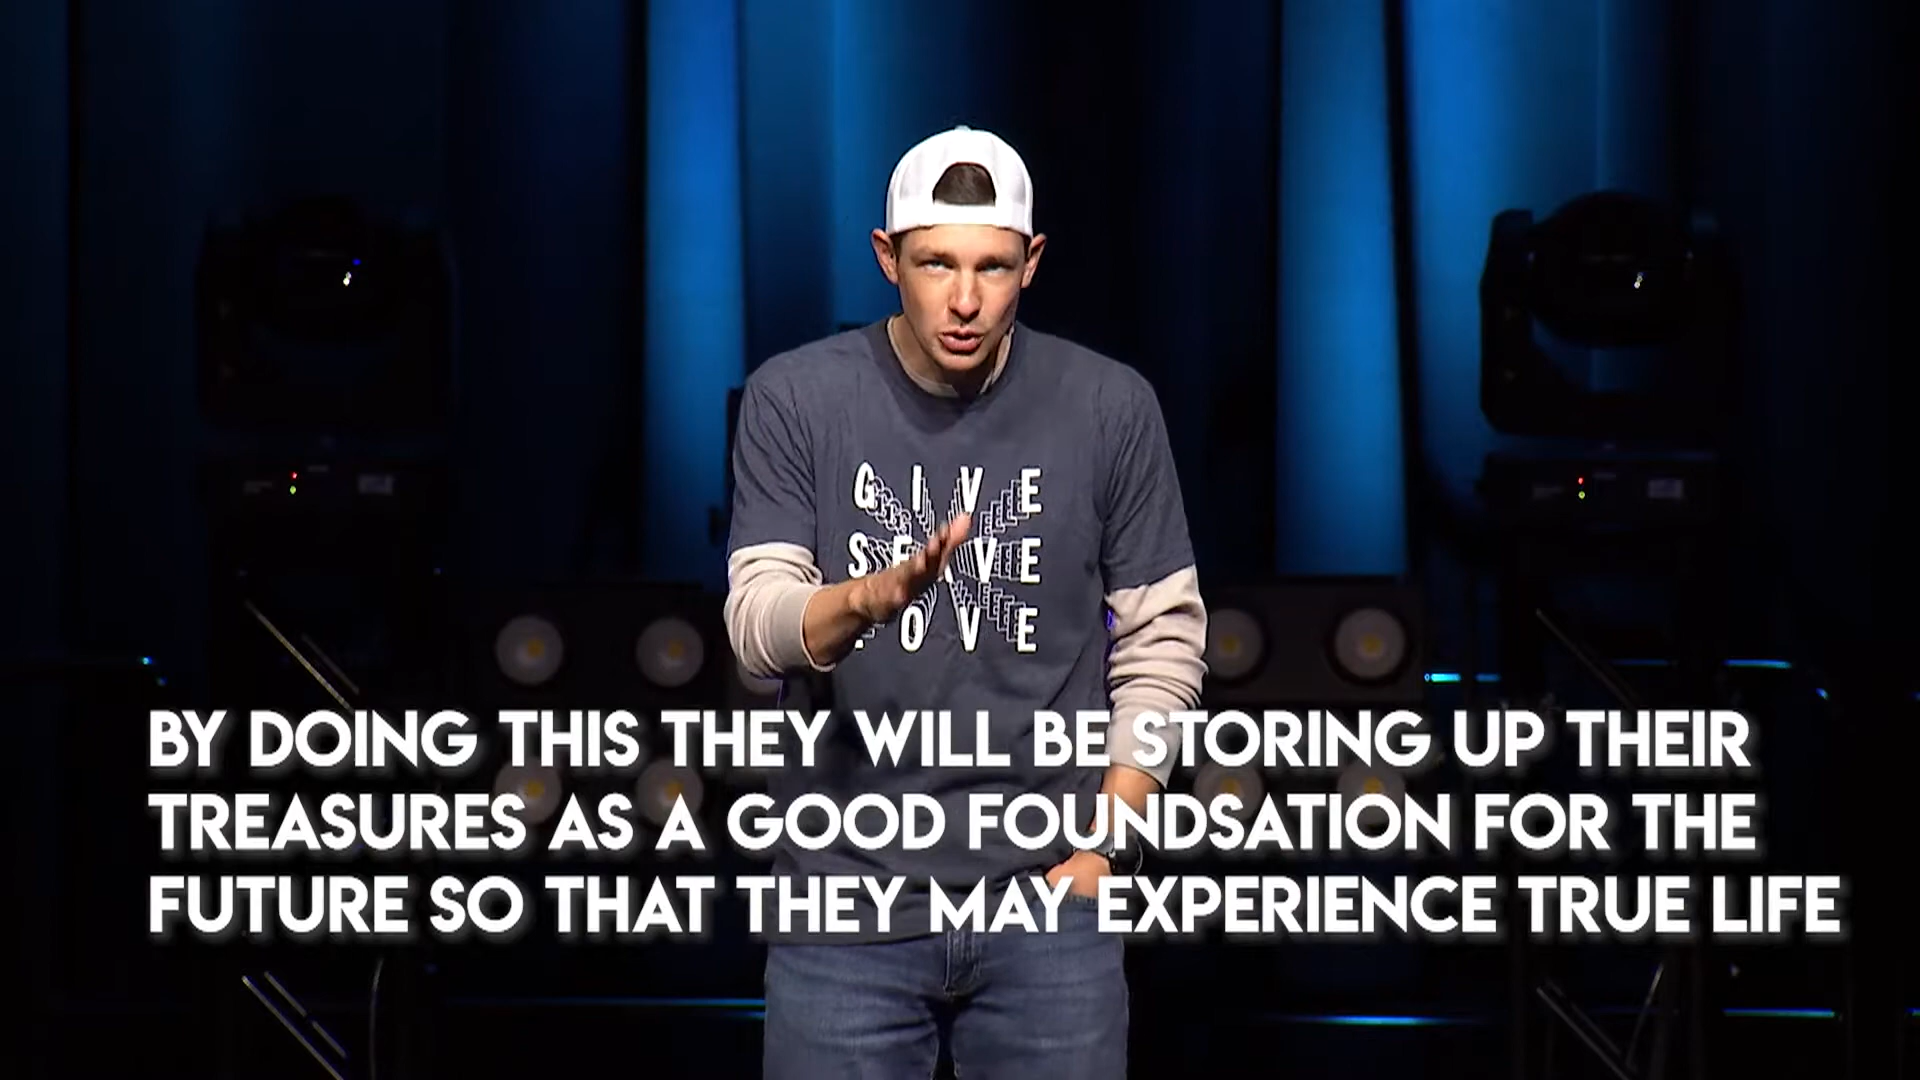 GIVE
SERVE
LOVE
BY DOING THIS THEY WILL BE STORING UP THEIR
TREASURES AS A GOOD FOUNDSATION FOR THE
FUTURE SO THAT THEY MAY EXPERIENCE TRUE LIFE